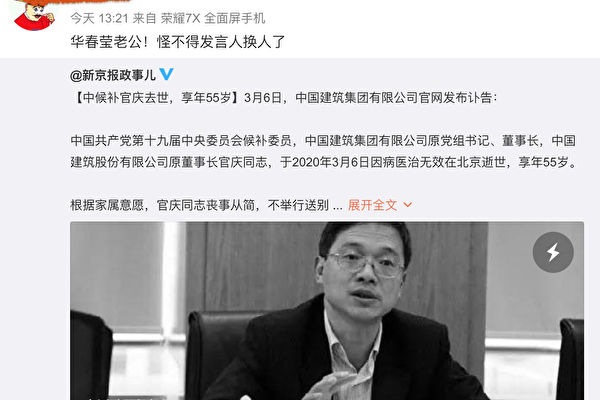 今天 13:21 来自 荣耀7X 全面屏手机
华春莹老公！怪不得发言人换人了
@新京报政事儿
【中候补官庆去世，享年55岁】3月6日，中国建筑集团有限公司官网发布讣告：
中国共产党第十九届中央委员会候补委员，中国建筑集团有限公司原党组书记、董事长，中国
建筑股份有限公司原董事长官庆同志，于2020年3月6日因病医治无效在北京逝世，享年55岁。
根据家属意愿，官庆同志丧事从简，不举行送别 ... 展开全文